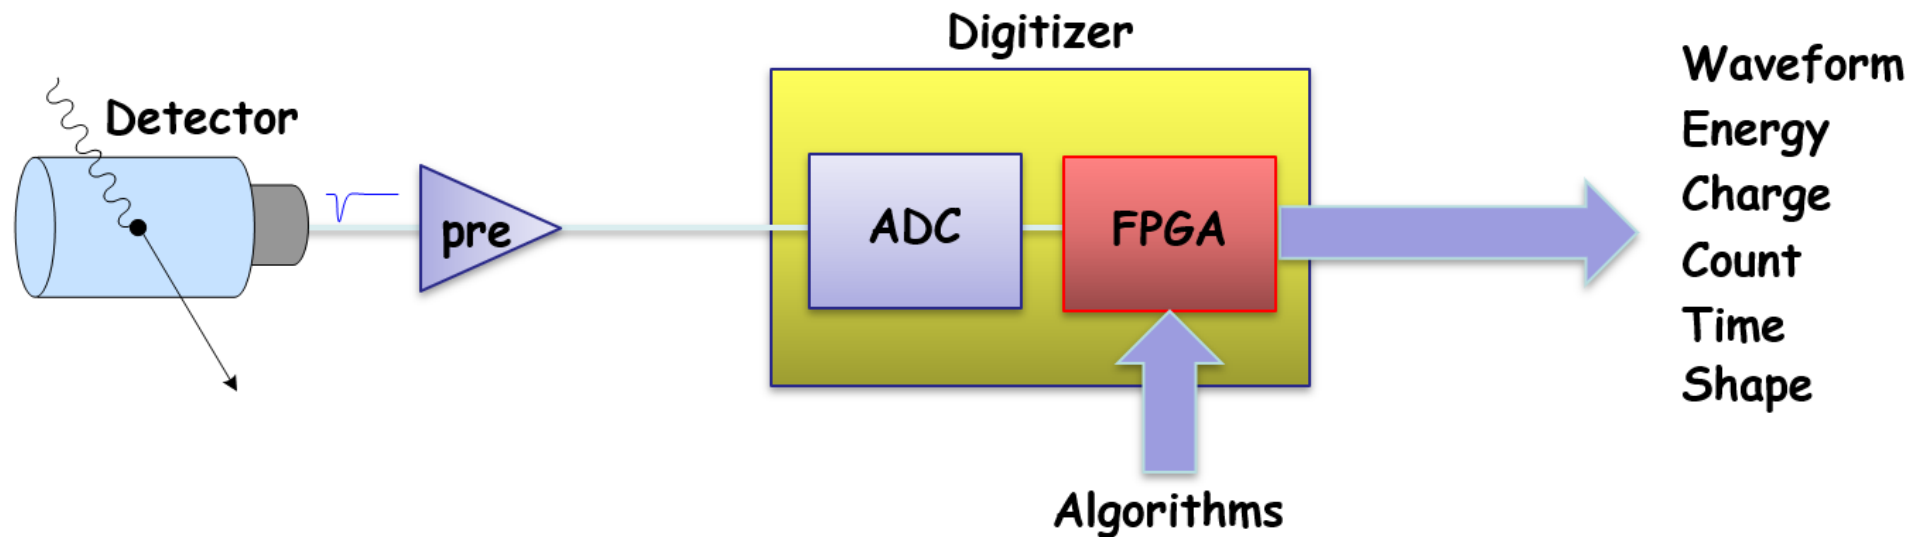 Digitizer
Detector
pre
ADC
FPGA
Algorithms
Waveform
Energy
Charge
Count
Time
Shape